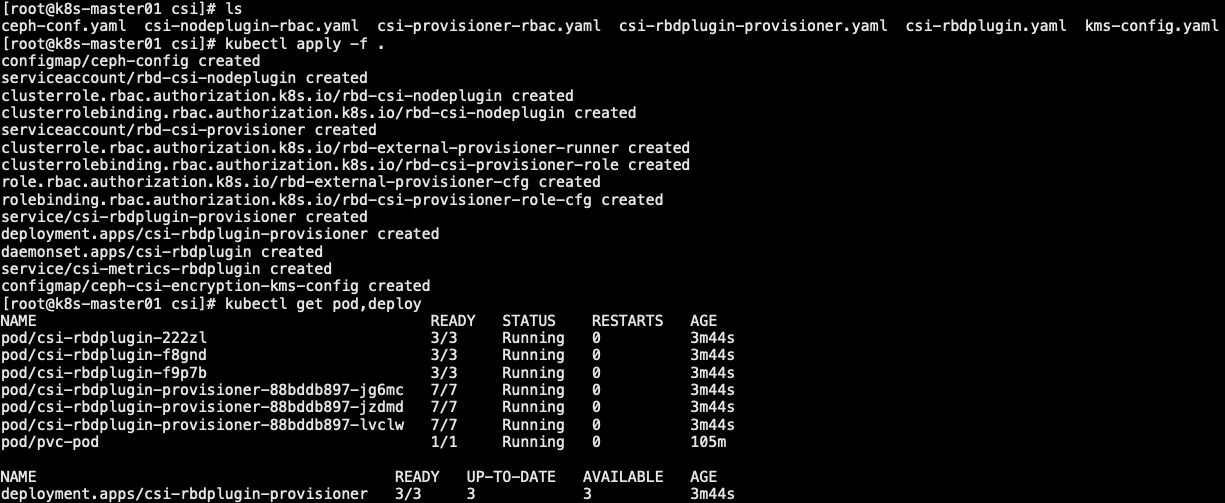 [root@k8s-master01 csi]# ls
ceph-conf.yaml  csi-nodeplugin-rbac.yaml  csi-provisioner-rbac.yaml  csi-rbdplugin-provisioner.yaml  csi-rbdplugin.yaml  kms-config.yaml
[root@k8s-master01 csi]# kubectl apply -f .
configmap/ceph-config created
serviceaccount/rbd-csi-nodeplugin created
clusterrole.rbac.authorization.k8s.io/rbd-csi-nodeplugin created
clusterrolebinding.rbac.authorization.k8s.io/rbd-csi-nodeplugin created
serviceaccount/rbd-csi-provisioner created
clusterrole.rbac.authorization.k8s.io/rbd-external-provisioner-runner created
clusterrolebinding.rbac.authorization.k8s.io/rbd-csi-provisioner-role created
role.rbac.authorization.k8s.io/rbd-external-provisioner-cfg created
rolebinding.rbac.authorization.k8s.io/rbd-csi-provisioner-role-cfg created
service/csi-rbdplugin-provisioner created
deployment.apps/csi-rbdplugin-provisioner created
daemonset.apps/csi-rbdplugin created
service/csi-metrics-rbdplugin created
configmap/ceph-csi-encryption-kms-config created
[root@k8s-master01 csi]# kubectl get pod,deploy
NAME                                             READY   STATUS    RESTARTS   AGE
pod/csi-rbdplugin-222zl                          3/3     Running   0          3m44s
pod/csi-rbdplugin-f8gnd                          3/3     Running   0          3m44s
pod/csi-rbdplugin-f9p7b                          3/3     Running   0          3m44s
pod/csi-rbdplugin-provisioner-88bddb897-jg6mc    7/7     Running   0          3m44s
pod/csi-rbdplugin-provisioner-88bddb897-jzdmd    7/7     Running   0          3m44s
pod/csi-rbdplugin-provisioner-88bddb897-lvclw    7/7     Running   0          3m44s
pod/pvc-pod                                      1/1     Running   0          105m
NAME                                        READY   UP-TO-DATE   AVAILABLE   AGE
deployment.apps/csi-rbdplugin-provisioner   3/3     3            3           3m44s